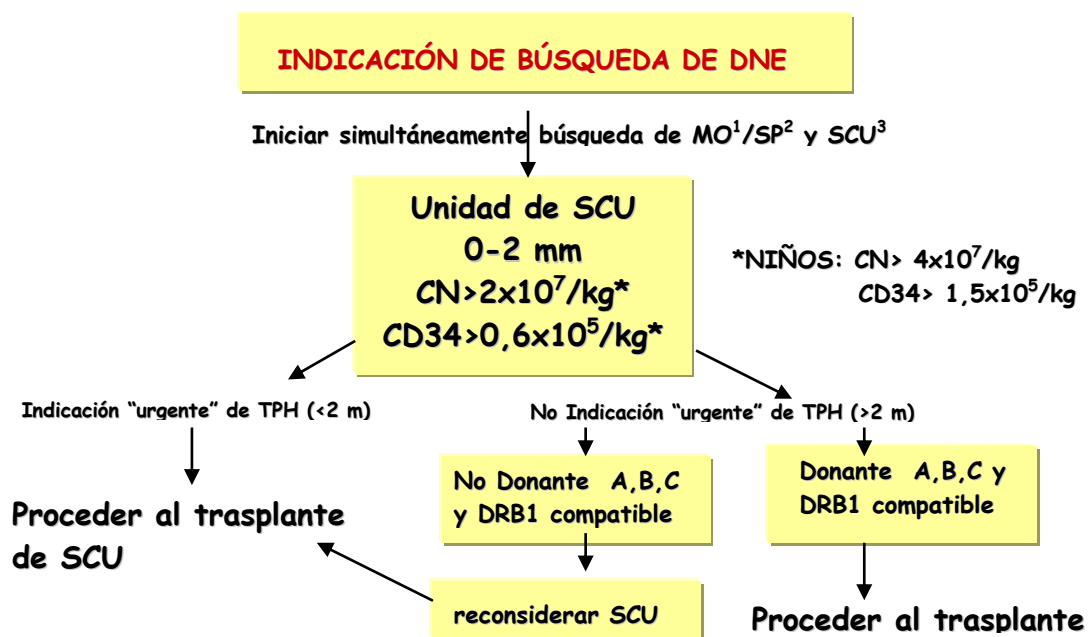 INDICACIÓN DE BÚSQUEDA DE DNE
Iniciar simultáneamente búsqueda de MO¹/SP² y SCU³
Unidad de SCU
0-2 mm
CN>2x10⁷/kg*
CD34>0,6x10⁵/kg*
*NIÑOS: CN> 4x10⁷/kg
CD34> 1,5x10⁵/kg
Indicación “urgente” de TPH (<2 m)
No Indicación “urgente” de TPH (>2 m)
No Donante A,B,C
y DRB1 compatible
Donante A,B,C y
DRB1 compatible
Proceder al trasplante
de SCU
reconsiderar SCU
Proceder al trasplante